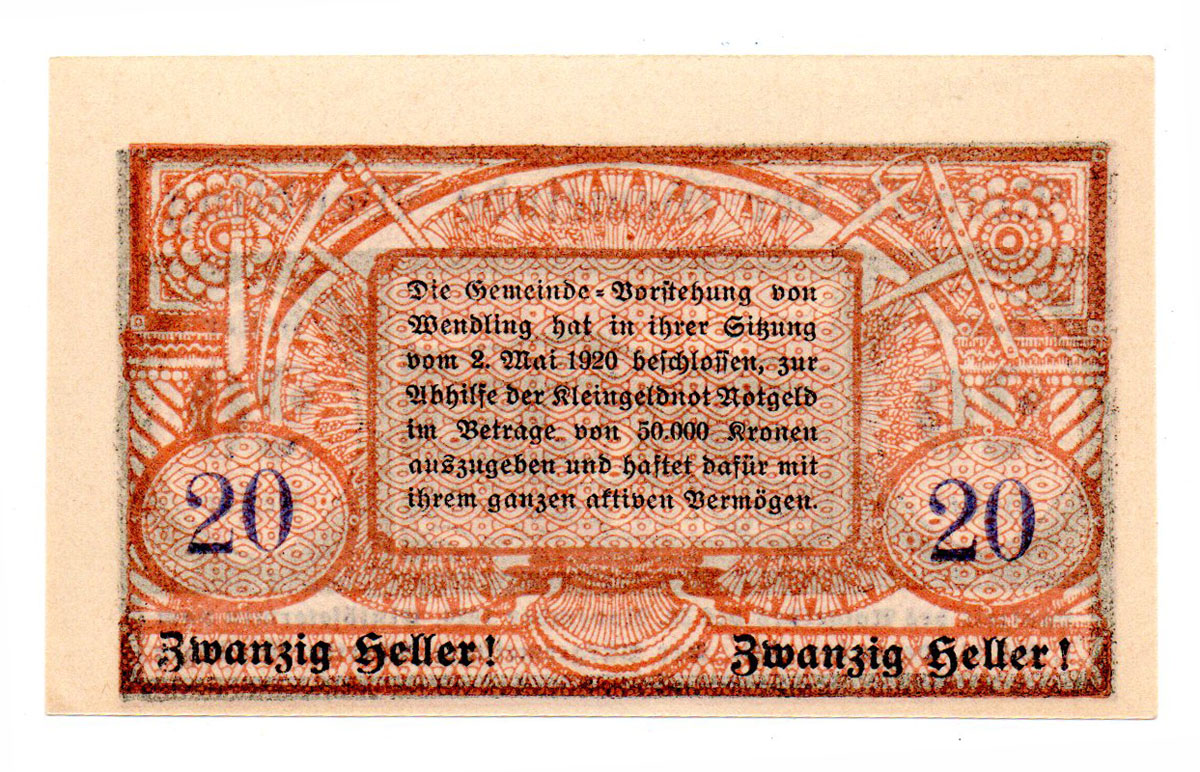 Die Gemeinde-Vorstehung von
Wendling hat in ihrer Sitzung
vom 2. Mai 1920 beschlossen, zur
Abhilfe der Kleingeldnot Notgeld
im Betrage von 50.000 Kronen
auszugeben und haftet dafür mit
ihrem ganzen aktiven Vermögen.
20 20
Zwanzig Heller! Zwanzig Heller!